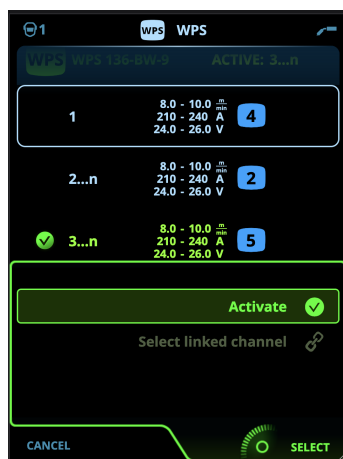 1 WPS WPS
WPS WPS 136-BW-9 ACTIVE: 3...n
8.0 - 10.0 m/min
1 210 - 240 A 4
24.0 - 26.0 V
8.0 - 10.0 m/min
2...n 210 - 240 A 2
24.0 - 26.0 V
8.0 - 10.0 m/min
3...n 210 - 240 A 5
24.0 - 26.0 V
Activate
Select linked channel
CANCEL SELECT